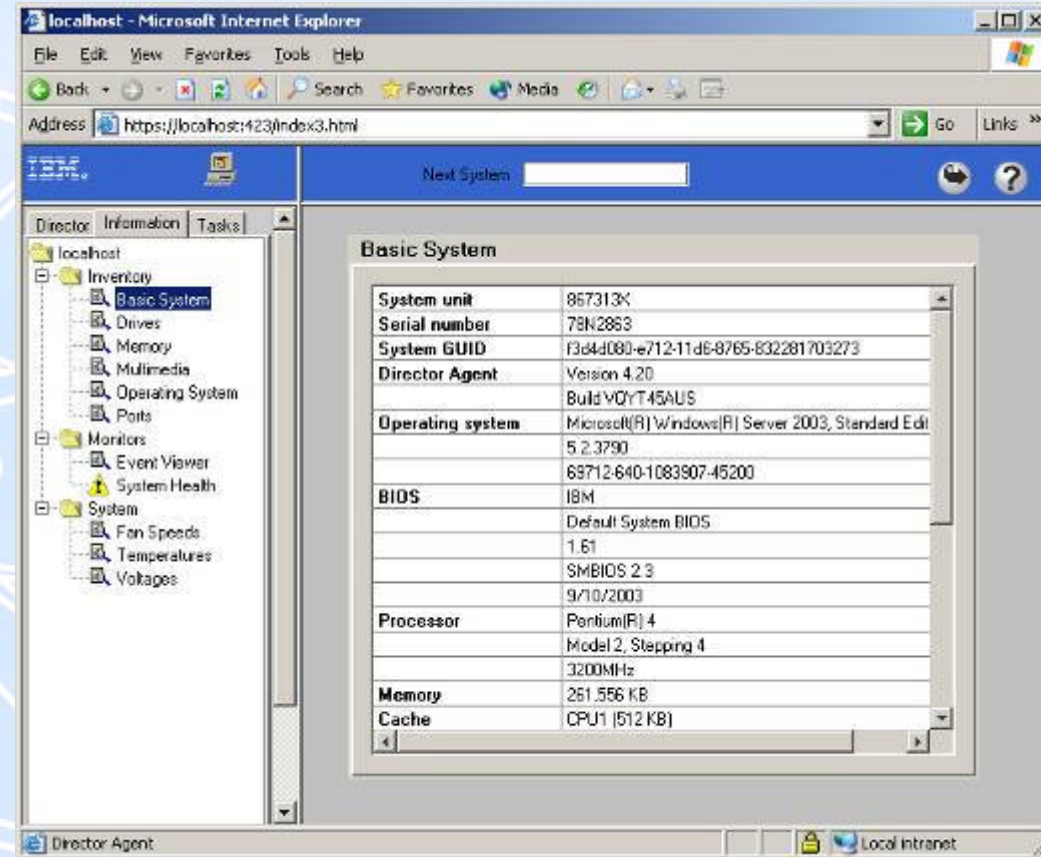 localhost - Microsoft Internet Explorer
File Edit View Favorites Tools Help
Back Search Favorites Media
Address https://localhost:423/index3.html Go Links »
IBM. Next System ?
Director Information Tasks
localhost
Inventory
Basic System
Drives
Memory
Multimedia
Operating System
Ports
Monitors
Event Viewer
System Health
System
Fan Speeds
Temperatures
Voltages
Basic System
System unit 867313X
Serial number 78N2863
System GUID f3d4d080-e712-11d6-8765-832281703273
Director Agent Version 4.20
Build VQYT45AUS
Operating system Microsoft(R) Windows(R) Server 2003, Standard Edit
5.2.3790
69712-640-1083907-45200
BIOS IBM
Default System BIOS
1.61
SMBIOS 2.3
9/10/2003
Processor Pentium(R) 4
Model 2, Stepping 4
3200MHz
Memory 261,556 KB
Cache CPU1 (512 KB)
Director Agent Local intranet